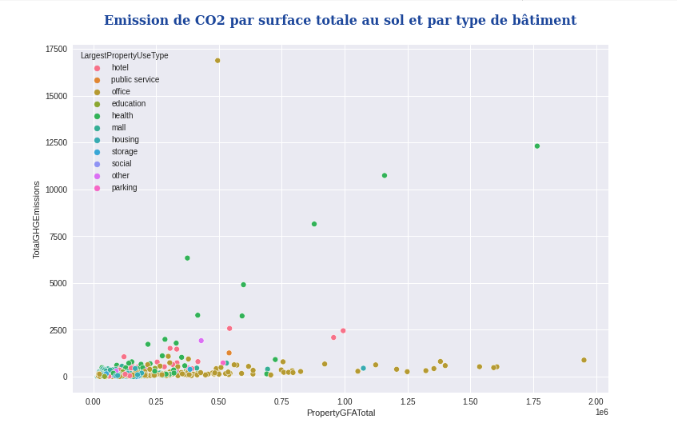 Emission de CO2 par surface totale au sol et par type de bâtiment
17500
15000
12500
10000
7500
5000
2500
0
TotalGHGEmissions
LargestPropertyUseType
hotel
public service
office
education
health
mall
housing
storage
social
other
parking
0.00 0.25 0.50 0.75 1.00 1.25 1.50 1.75 2.00
1e6
PropertyGFATotal